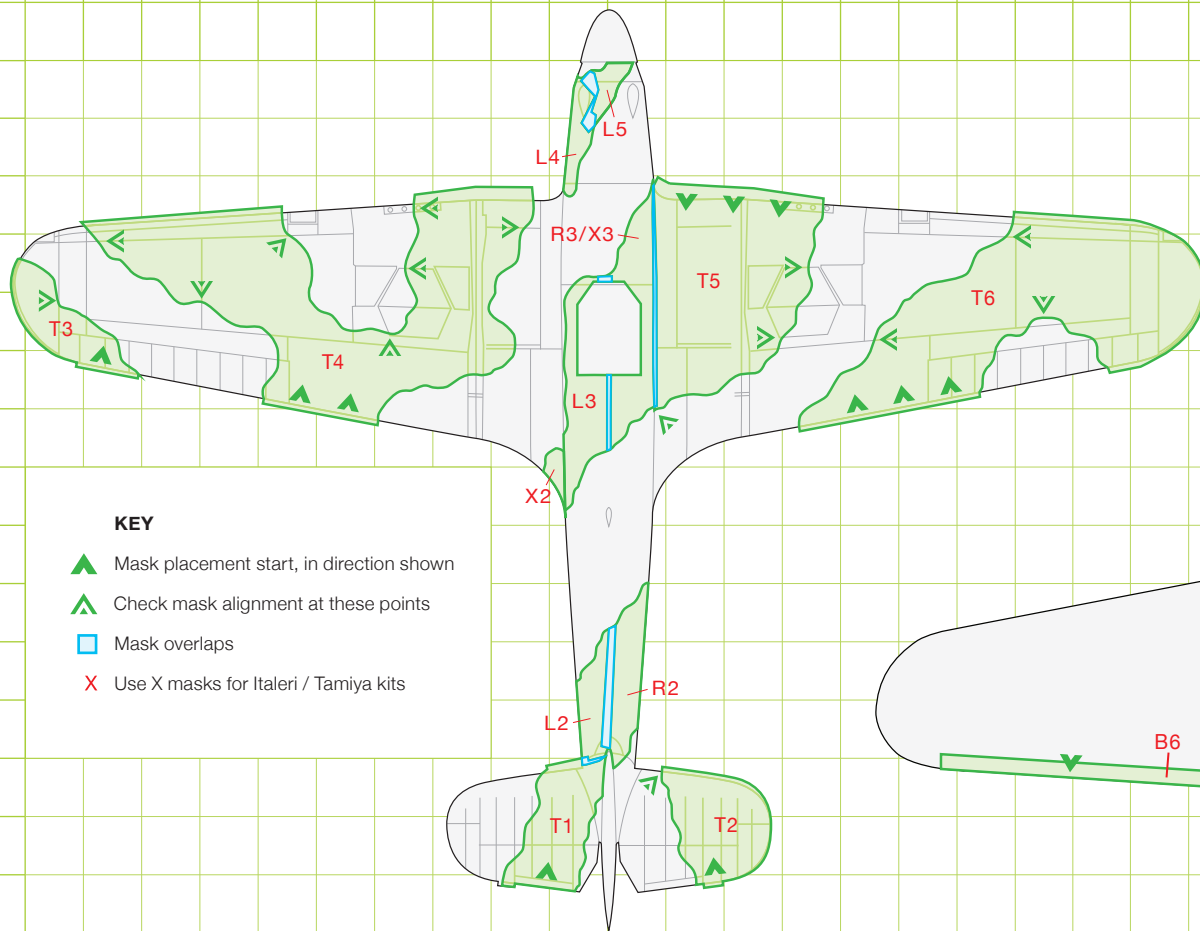 L5
L4
R3/X3
T5
T6
T3
T4
L3
X2
KEY
Mask placement start, in direction shown
Check mask alignment at these points
Mask overlaps
X Use X masks for Italeri / Tamiya kits
R2
L2
B6
T1
T2